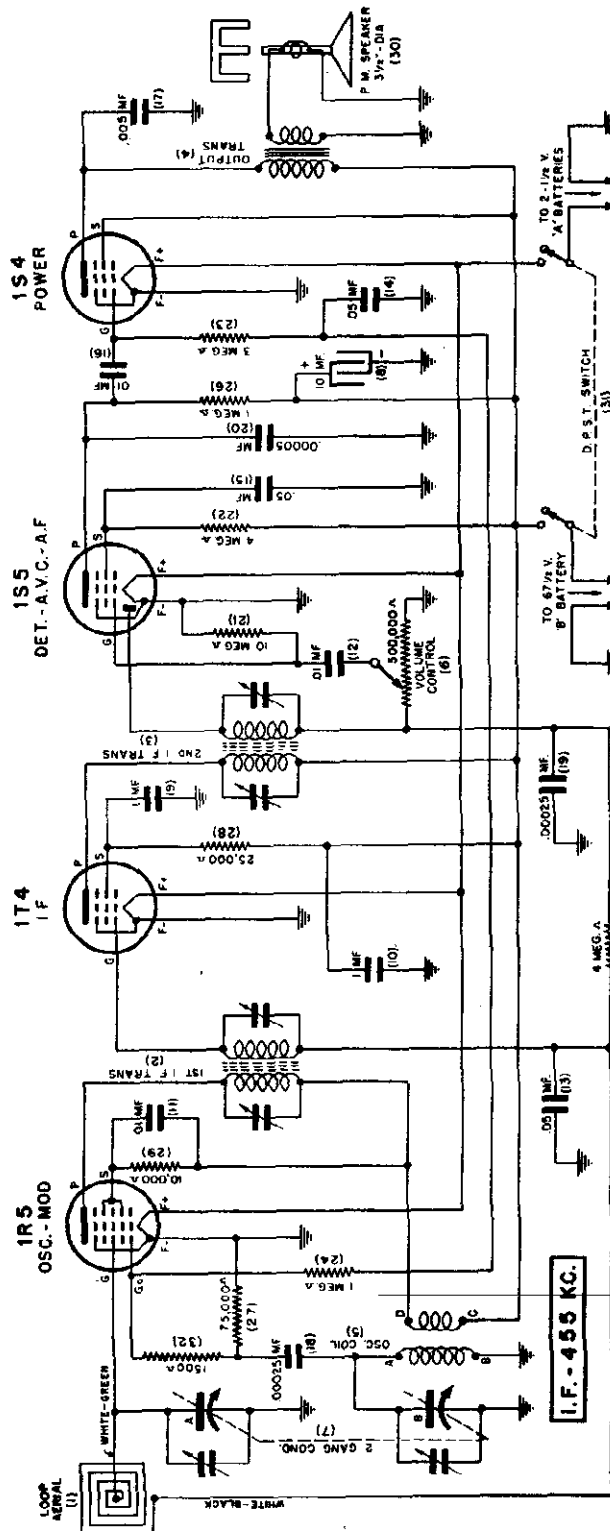 LOOP
AERIAL
(1)
WHITE-GREEN
WHITE-BLACK
1R5
OSC.-MOD
G
G₀
P
S
F+
F-
1500Ω
(32)
75,000Ω
(27)
.00025 MF
(18)
A
B
2 GANG COND.
(7)
OSC. COIL
(5)
A
B
D
C
1 MEG.Ω
(24)
10,000Ω
(29)
.01 MF
(11)
1ST I F TRANS
(2)
.05 MF.
(13)
I.F.-455 KC.
1T4
I F
G
P
S
F+
F-
.1 MF.
(9)
25,000Ω
(28)
.1 MF
(10).
2ND I F TRANS
(3)
4 MEG.Ω
.00025 MF.
(19)
1S5
DET.-A.V.C.-A.F
G
P
S
F+
F-
10 MEG.Ω
(21)
.01 MF
(12)
500,000Ω
VOLUME
CONTROL
(6)
4 MEG.Ω
(22)
.05
MF
(15)
.00005
MF
(20)
1 MEG.Ω
(26)
10 MF.
+
-
(8)
.01 MF
(16)
3 MEG Ω
(23)
.05 MF
(14)
1S4
POWER
G
P
S
F+
F-
.005 MF
(17)
OUTPUT
TRANS (4)
P.M. SPEAKER
3½"-DIA
(30)
TO 67½ V.
'B' BATTERY
D.P.S.T. SWITCH
(31)
TO 2-1½ V.
'A' BATTERIES